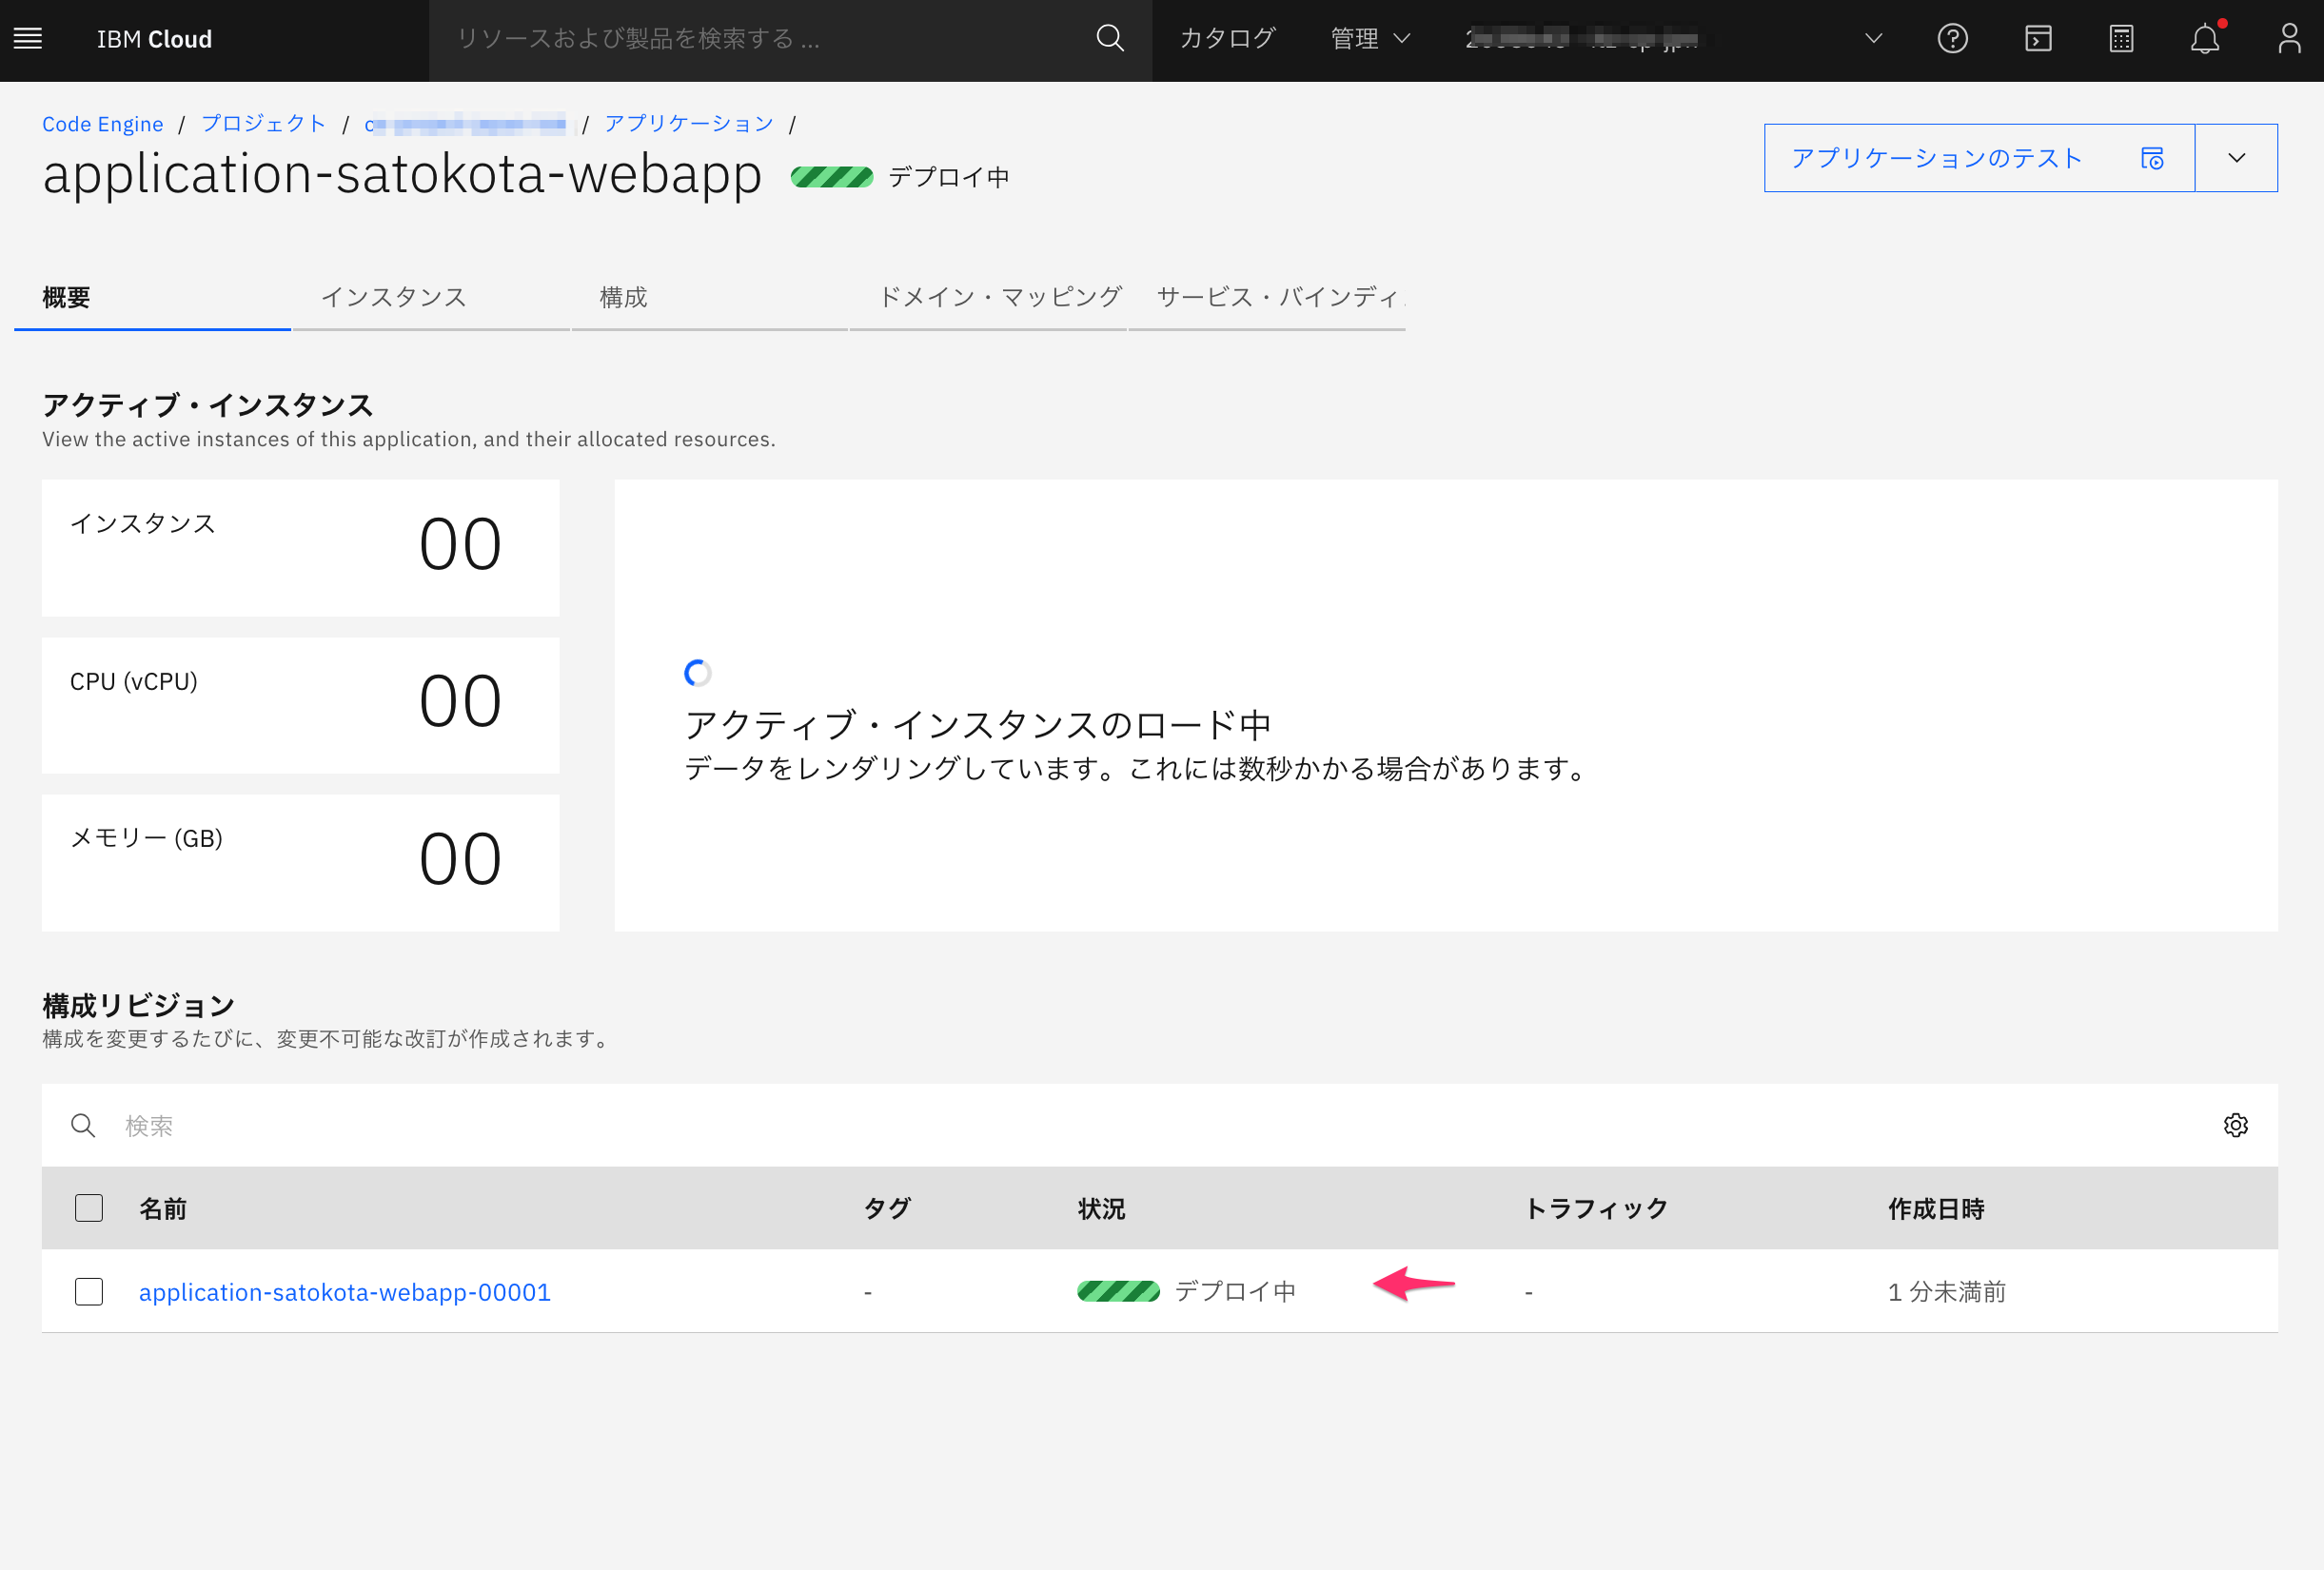 IBM Cloud
リソースおよび製品を検索する ...
カタログ
管理
Code Engine / プロジェクト / / アプリケーション /
application-satokota-webapp デプロイ中
アプリケーションのテスト
概要 インスタンス 構成 ドメイン・マッピング サービス・バインディ
アクティブ・インスタンス
View the active instances of this application, and their allocated resources.
インスタンス 00
CPU (vCPU) 00
メモリー (GB) 00
アクティブ・インスタンスのロード中
データをレンダリングしています。これには数秒かかる場合があります。
構成リビジョン
構成を変更するたびに、変更不可能な改訂が作成されます。
検索
名前 タグ 状況 トラフィック 作成日時
application-satokota-webapp-00001 - デプロイ中 - 1 分未満前